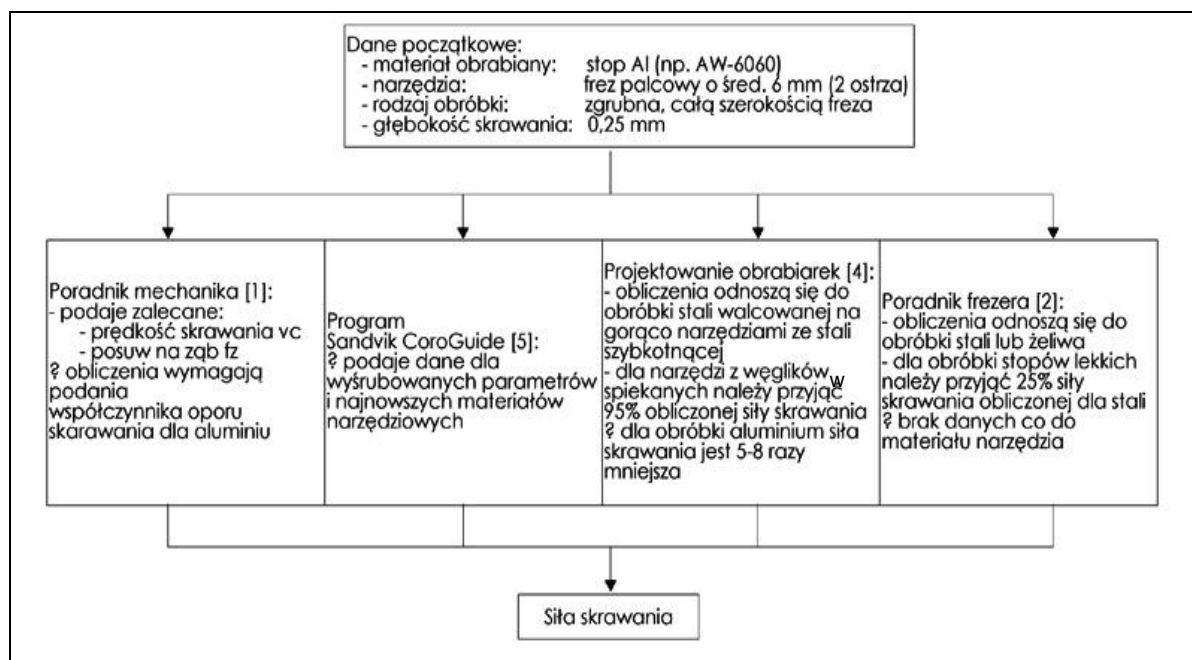 Dane początkowe:
- materiał obrabiany: stop Al (np. AW-6060)
- narzędzia: frez palcowy o śred. 6 mm (2 ostrza)
- rodzaj obróbki: zgrubna, całą szerokością freza
- głębokość skrawania: 0,25 mm
Poradnik mechanika [1]:
- podaje zalecane:
- prędkość skrawania vc
- posuw na ząb fz
? obliczenia wymagają
podania
współczynnika oporu
skarawania dla aluminiu
Program
Sandvik CoroGuide [5]:
? podaje dane dla
wyśrubowanych parametrów
i najnowszych materiałów
narzędziowych
Projektowanie obrabiarek [4]:
- obliczenia odnoszą się do
obróbki stali walcowanej na
gorąco narzędziami ze stali
szybkotnącej
- dla narzędzi z węglików w
spiekanych należy przyjąć
95% obliczonej siły skrawania
? dla obróbki aluminium siła
skrawania jest 5-8 razy
mniejsza
Poradnik frezera [2]:
- obliczenia odnoszą się do
obróbki stali lub żeliwa
- dla obróbki stopów lekkich
należy przyjąć 25% siły
skrawania obliczonej dla stali
? brak danych co do
materiału narzędzia
Siła skrawania